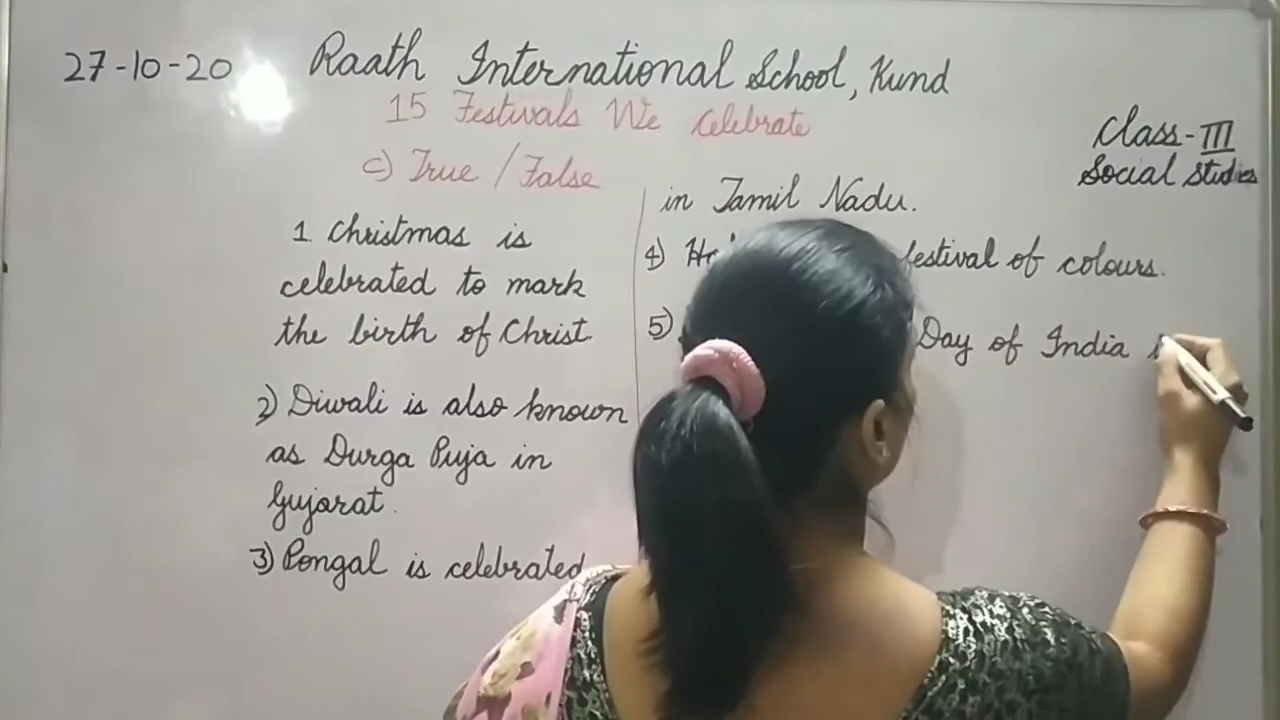 27-10-20 Raath International School, Kund
15 Festivals We Celebrate
Class-III
Social Studies
c) True / False
1. Christmas is
celebrated to mark
the birth of Christ
2) Diwali is also known
as Durga Puja in
Gujarat.
3) Pongal is celebrated
in Tamil Nadu.
4) festival of colours.
5) Day of India